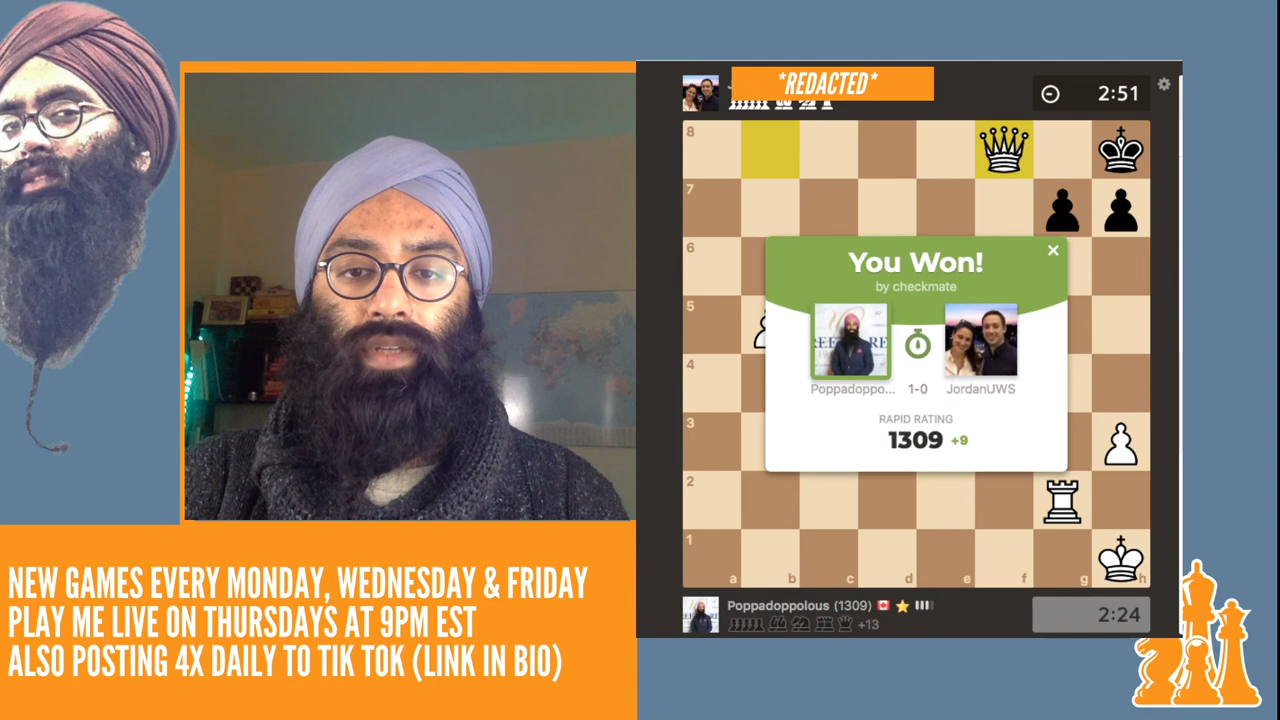 *REDACTED*
2:51
8
7
6
5
4
3
2
1
a b c d e f g h
You Won!
by checkmate
Poppadoppo... 1-0 JordanUWS
RAPID RATING
1309 +9
Poppadoppolous (1309)
+13
2:24
NEW GAMES EVERY MONDAY, WEDNESDAY & FRIDAY
PLAY ME LIVE ON THURSDAYS AT 9PM EST
ALSO POSTING 4X DAILY TO TIK TOK (LINK IN BIO)